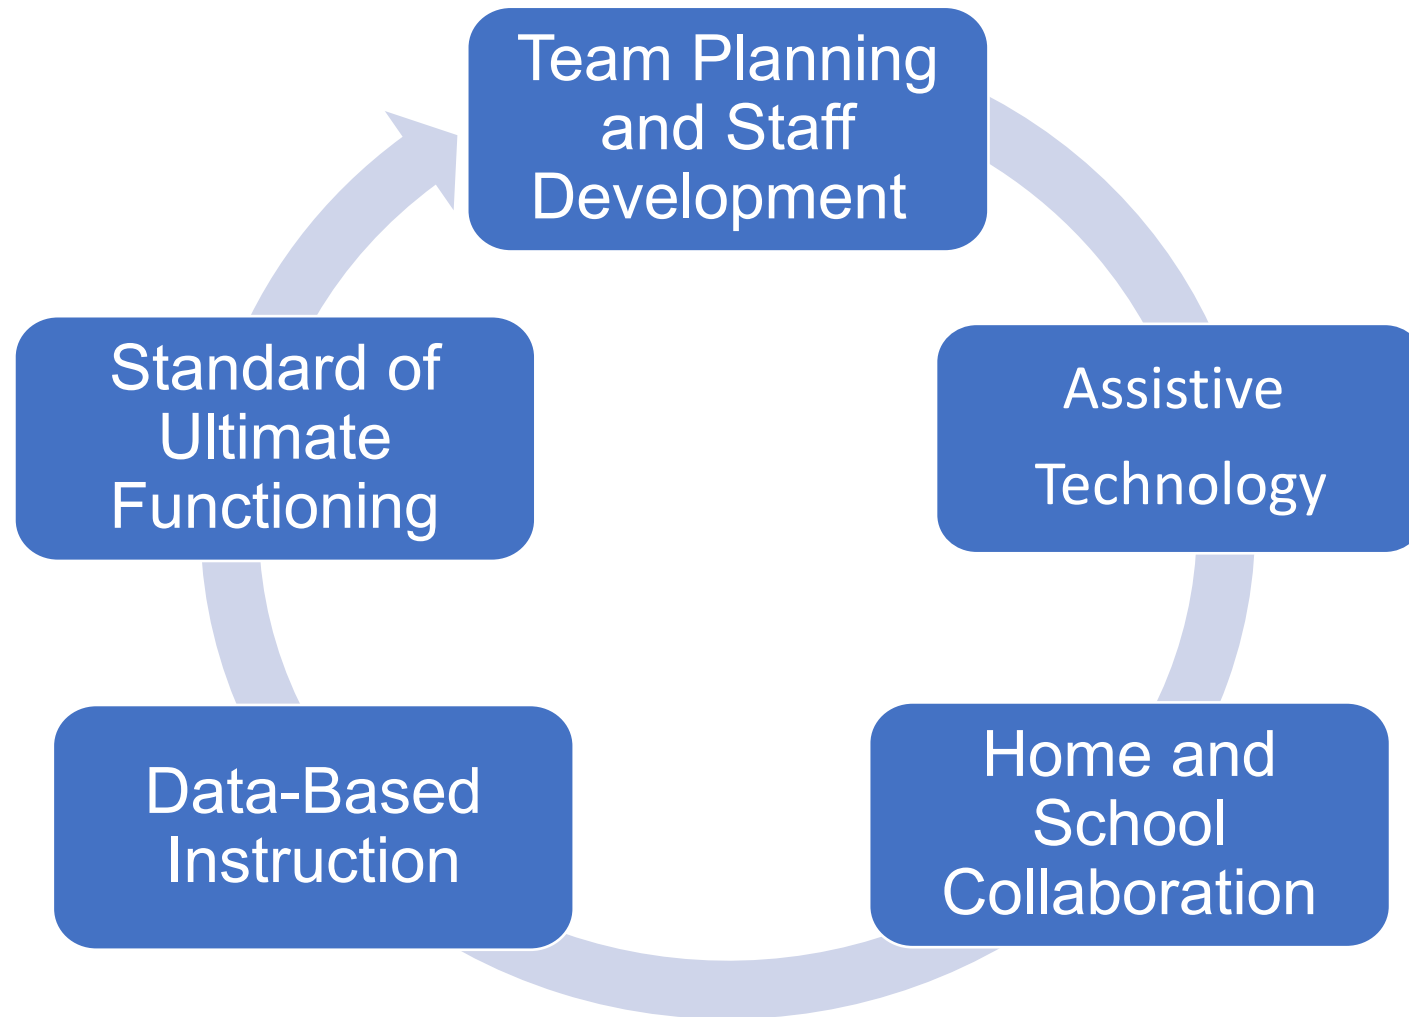 Team Planning
and Staff
Development
Assistive
Technology
Home and
School
Collaboration
Data-Based
Instruction
Standard of
Ultimate
Functioning